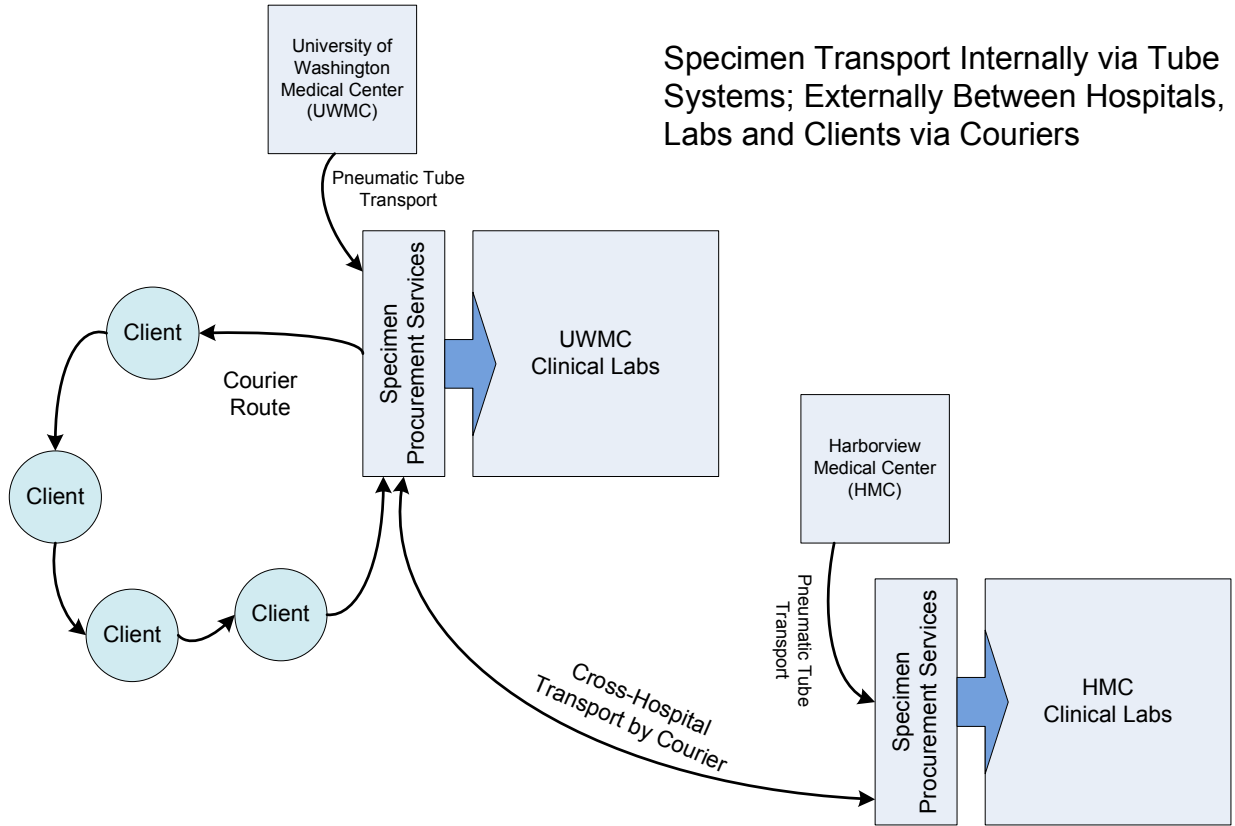 University of
Washington
Medical Center
(UWMC)
Specimen Transport Internally via Tube
Systems; Externally Between Hospitals,
Labs and Clients via Couriers
Pneumatic Tube
Transport
Specimen
Procurement Services
UWMC
Clinical Labs
Client
Courier
Route
Client
Client
Client
Harborview
Medical Center
(HMC)
Pneumatic Tube
Transport
Cross-Hospital
Transport by Courier
Specimen
Procurement Services
HMC
Clinical Labs